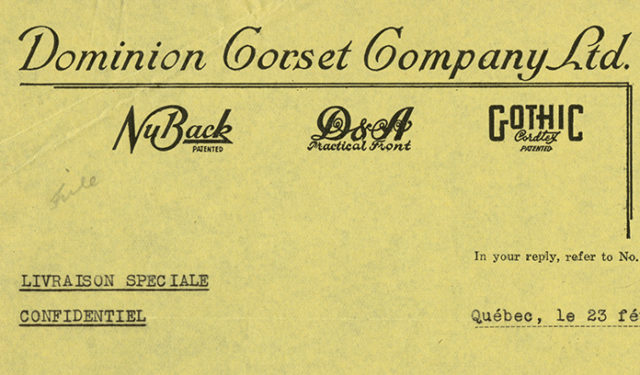 Dominion Corset Company Ltd.
NuBack
PATENTED
D&A
Practical Front
GOTHIC
Cordtex
PATENTED
file
In your reply, refer to No.
LIVRAISON SPECIALE
CONFIDENTIEL
Québec, le 23 fé